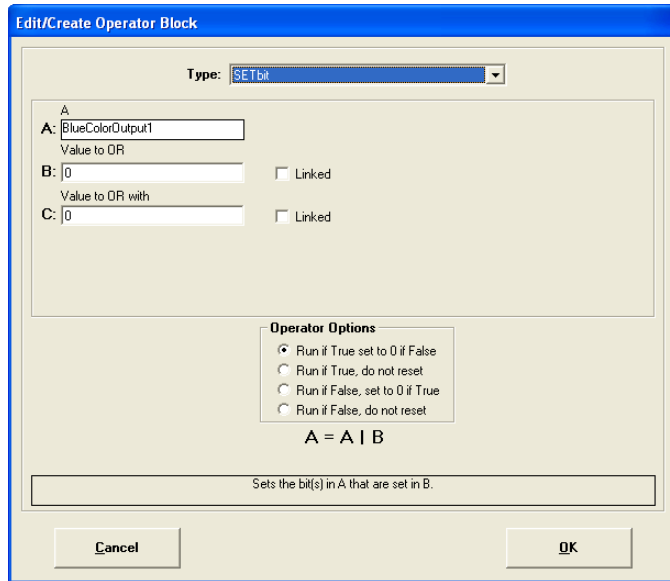 Edit/Create Operator Block
Type: SETbit
A
A: BlueColorOutput1
Value to OR
B: 0 Linked
Value to OR with
C: 0 Linked
Operator Options
Run if True set to 0 if False
Run if True, do not reset
Run if False, set to 0 if True
Run if False, do not reset
A = A | B
Sets the bit(s) in A that are set in B.
Cancel OK